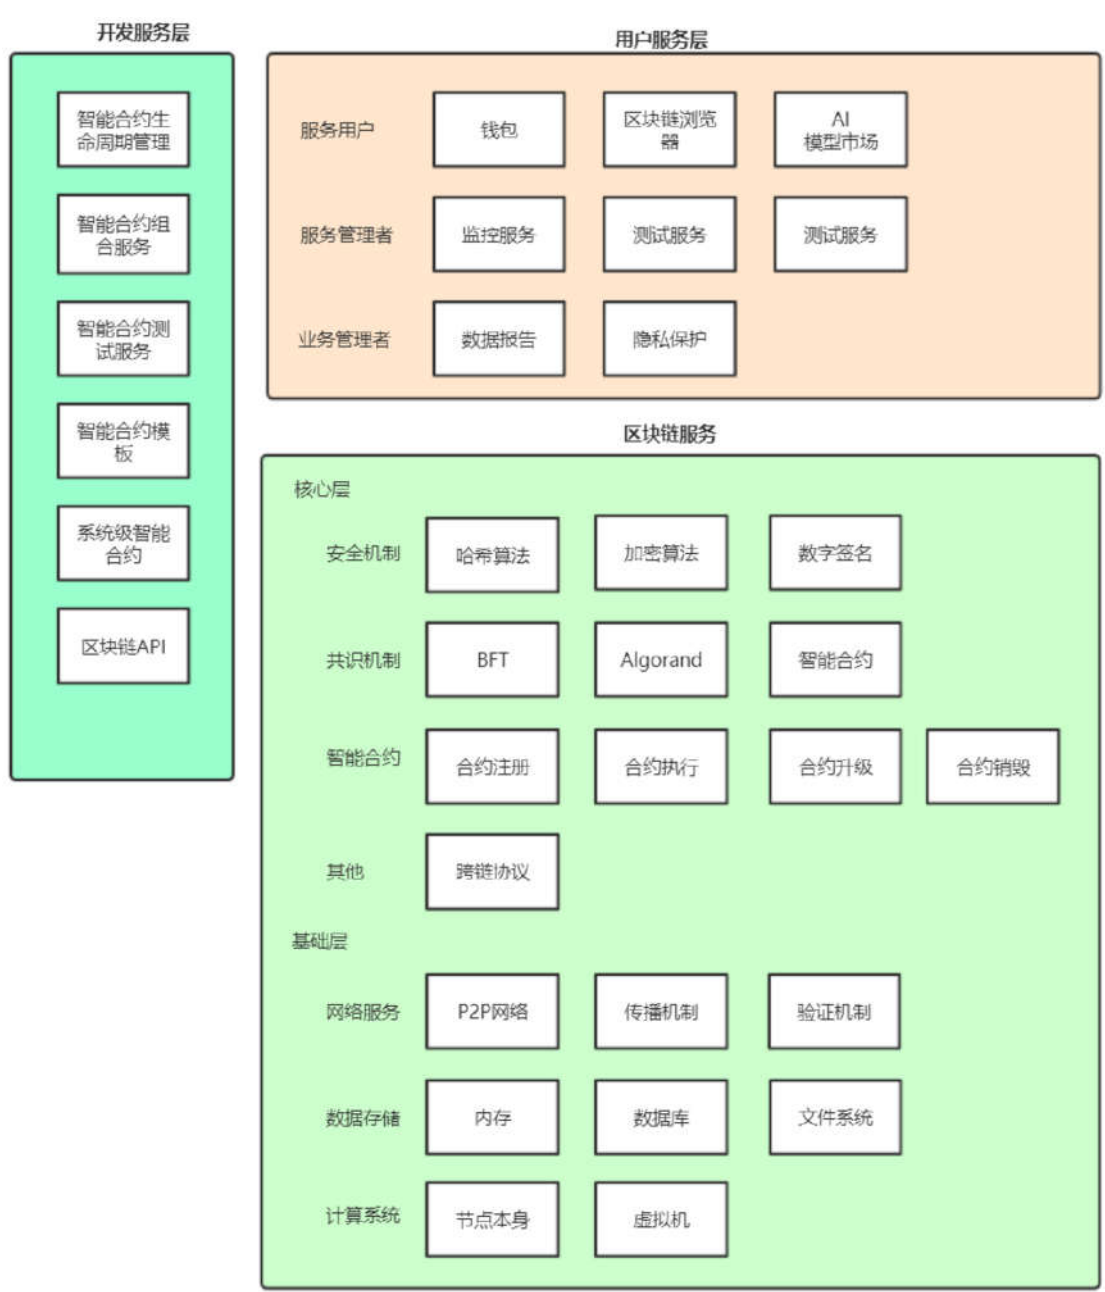 开发服务层
智能合约生
命周期管理
智能合约组
合服务
智能合约测
试服务
智能合约模
板
系统级智能
合约
区块链API
用户服务层
服务用户
钱包
区块链浏览
器
AI
模型市场
服务管理者
监控服务
测试服务
测试服务
业务管理者
数据报告
隐私保护
区块链服务
核心层
安全机制
哈希算法
加密算法
数字签名
共识机制
BFT
Algorand
智能合约
智能合约
合约注册
合约执行
合约升级
合约销毁
其他
跨链协议
基础层
网络服务
P2P网络
传播机制
验证机制
数据存储
内存
数据库
文件系统
计算系统
节点本身
虚拟机